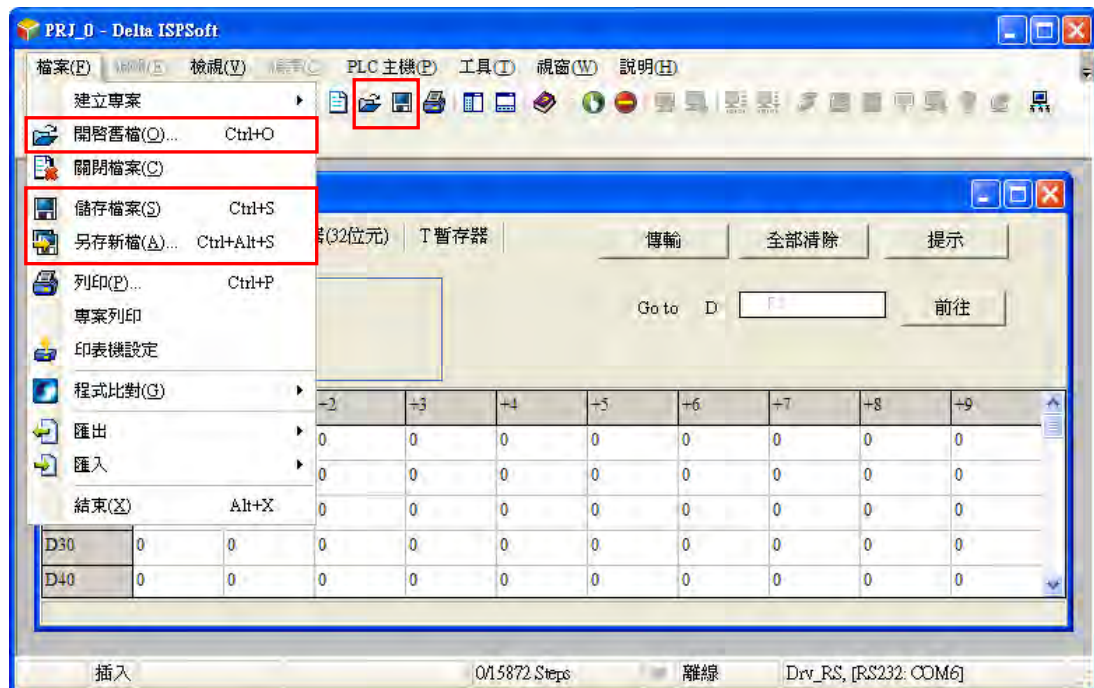 PRJ_0 - Delta ISPSoft
檔案(F) 檢視(V) PLC 主機(P) 工具(T) 視窗(W) 說明(H)
建立專案
開啓舊檔(O)... Ctrl+O
關閉檔案(C)
儲存檔案(S) Ctrl+S
另存新檔(A)... Ctrl+Alt+S
列印(P)... Ctrl+P
專案列印
印表機設定
程式比對(G)
匯出
匯入
結束(X) Alt+X
(32位元) T 暫存器 傳輸 全部清除 提示
Go to D 前往
+2 +3 +4 +5 +6 +7 +8 +9
0 0 0 0 0 0 0 0
0 0 0 0 0 0 0 0
0 0 0 0 0 0 0 0
D30 0 0 0 0 0 0 0 0 0 0
D40 0 0 0 0 0 0 0 0 0 0
插入 0/15872 Steps 離線 Drv_RS, [RS232: COM6]